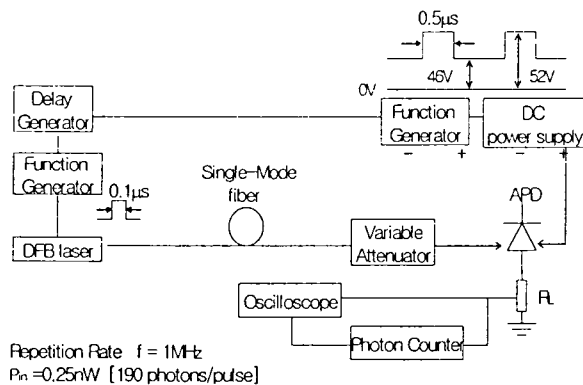 0.5μs
46V
52V
0V
Delay
Generator
Function
Generator
DC
power supply
- +
- +
Function
Generator
0.1μs
Single-Mode
fiber
APD
DFB laser
Variable
Attenuator
RL
Oscilloscope
Photon Counter
Repetition Rate f = 1MHz
Pin =0.25nW [190 photons/pulse]